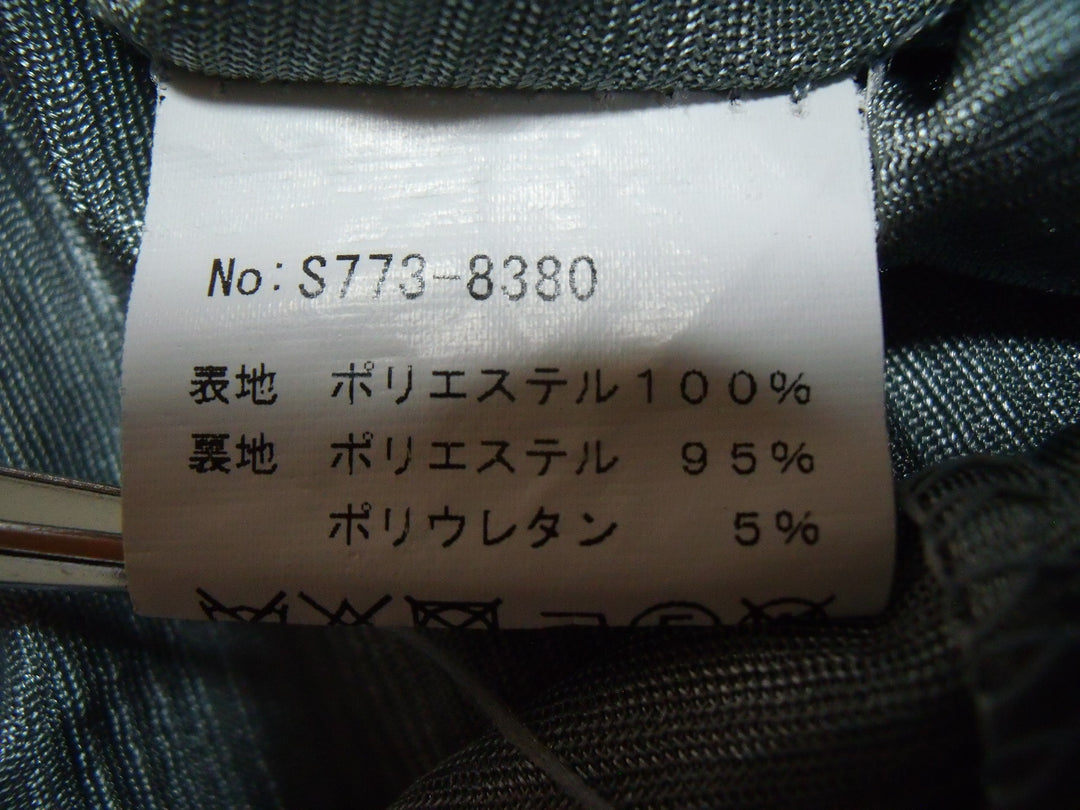 No:S773-8380
表地 ポリエステル100%
裏地 ポリエステル 95%
ポリウレタン 5%